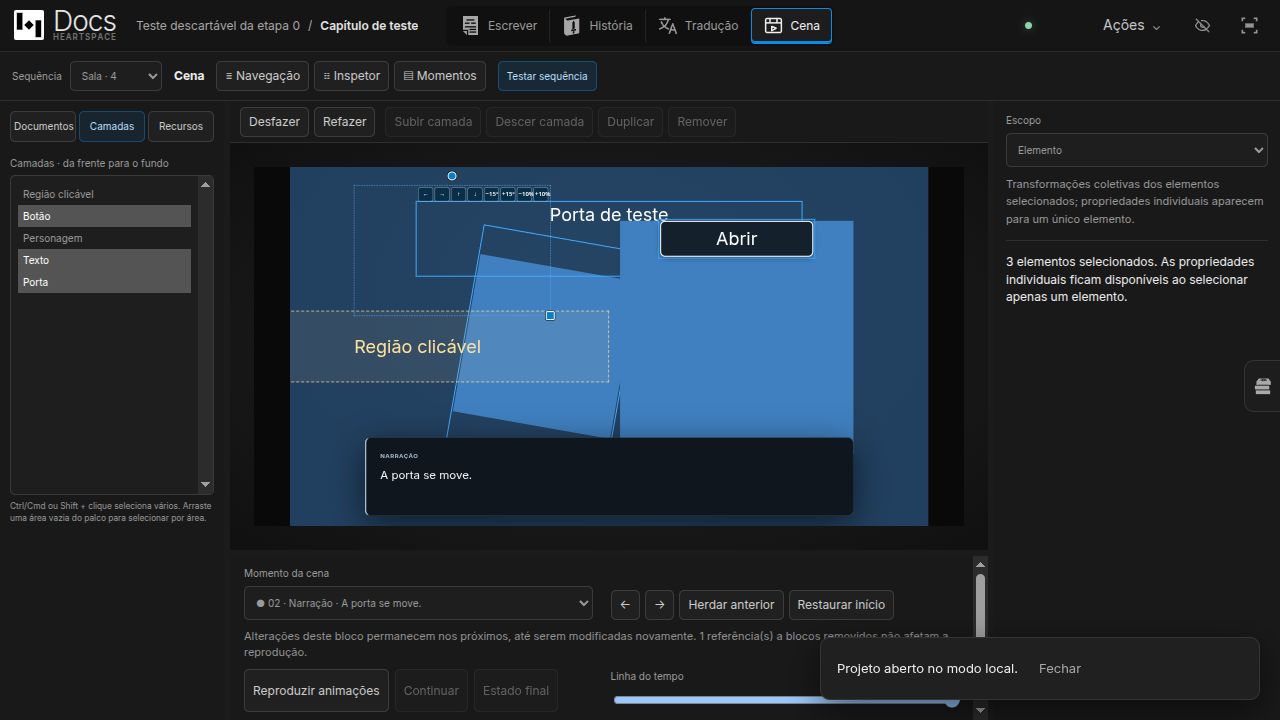 Docs
HEARTSPACE
Teste descartável da etapa 0 / Capítulo de teste
Escrever
História
Tradução
Cena
Ações
Sequência
Sala · 4
Cena
Navegação
Inspetor
Momentos
Testar sequência
Documentos
Camadas
Recursos
Desfazer
Refazer
Subir camada
Descer camada
Duplicar
Remover
Camadas · da frente para o fundo
Região clicável
Botão
Personagem
Texto
Porta
Ctrl/Cmd ou Shift + clique seleciona vários. Arraste
uma área vazia do palco para selecionar por área.
← → ↑ ↓ −15° +15° −10% +10%
Porta de teste
Abrir
Região clicável
NARRAÇÃO
A porta se move.
Escopo
Elemento
Transformações coletivas dos elementos
selecionados; propriedades individuais aparecem
para um único elemento.
3 elementos selecionados. As propriedades
individuais ficam disponíveis ao selecionar
apenas um elemento.
Momento da cena
● 02 · Narração · A porta se move.
←
→
Herdar anterior
Restaurar início
Alterações deste bloco permanecem nos próximos, até serem modificadas novamente. 1 referência(s) a blocos removidos não afetam a
reprodução.
Reproduzir animações
Continuar
Estado final
Linha do tempo
Projeto aberto no modo local.
Fechar